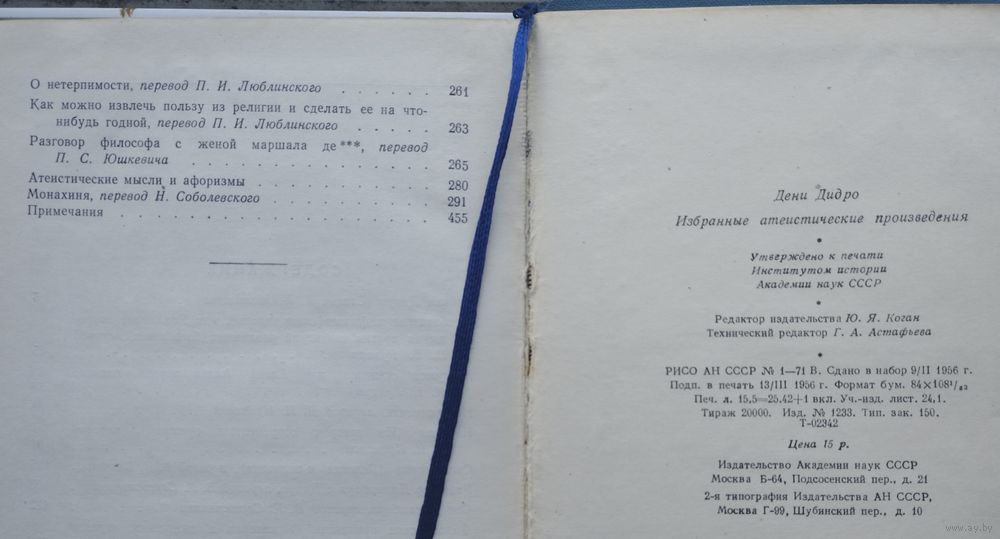 О нетерпимости, перевод П. И. Люблинского . . . . . . 261
Как можно извлечь пользу из религии и сделать ее на что-
нибудь годной, перевод П. И. Люблинского . . . . . 263
Разговор философа с женой маршала де***, перевод
П. С. Юшкевича . . . . . . . . . . . . . . 265
Атеистические мысли и афоризмы . . . . . . . . . . 280
Монахиня, перевод Н. Соболевского . . . . . . . . . 291
Примечания . . . . . . . . . . . . . . . . . 455
Дени Дидро
Избранные атеистические произведения
*
Утверждено к печати
Институтом истории
Академии наук СССР
*
Редактор издательства Ю. Я. Коган
Технический редактор Г. А. Астафьева
*
РИСО АН СССР № 1—71 В. Сдано в набор 9/II 1956 г.
Подп. в печать 13/III 1956 г. Формат бум. 84×108¹/₃₂
Печ. л. 15,5=25,42+1 вкл. Уч.-изд. лист. 24,1.
Тираж 20000. Изд. № 1233. Тип. зак. 150.
Т-02342
Цена 15 р.
Издательство Академии наук СССР
Москва Б-64, Подсосенский пер., д. 21
2-я типография Издательства АН СССР,
Москва Г-99, Шубинский пер., д. 10
www.ay.by